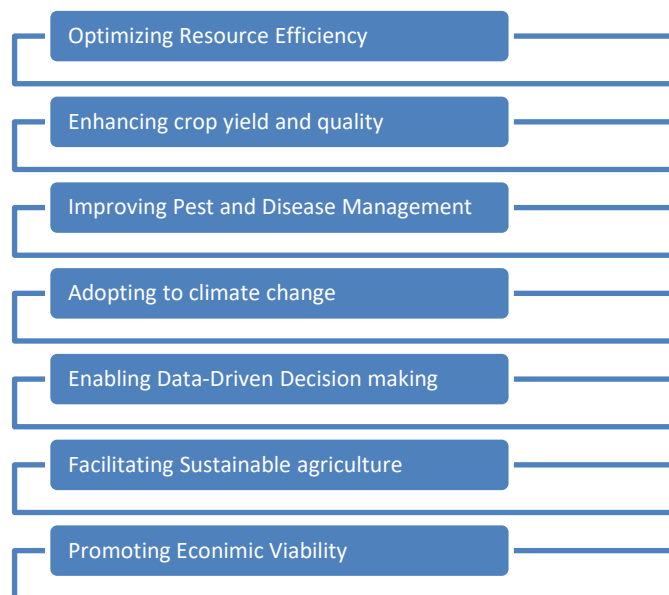 Optimizing Resource Efficiency
Enhancing crop yield and quality
Improving Pest and Disease Management
Adopting to climate change
Enabling Data-Driven Decision making
Facilitating Sustainable agriculture
Promoting Econimic Viability